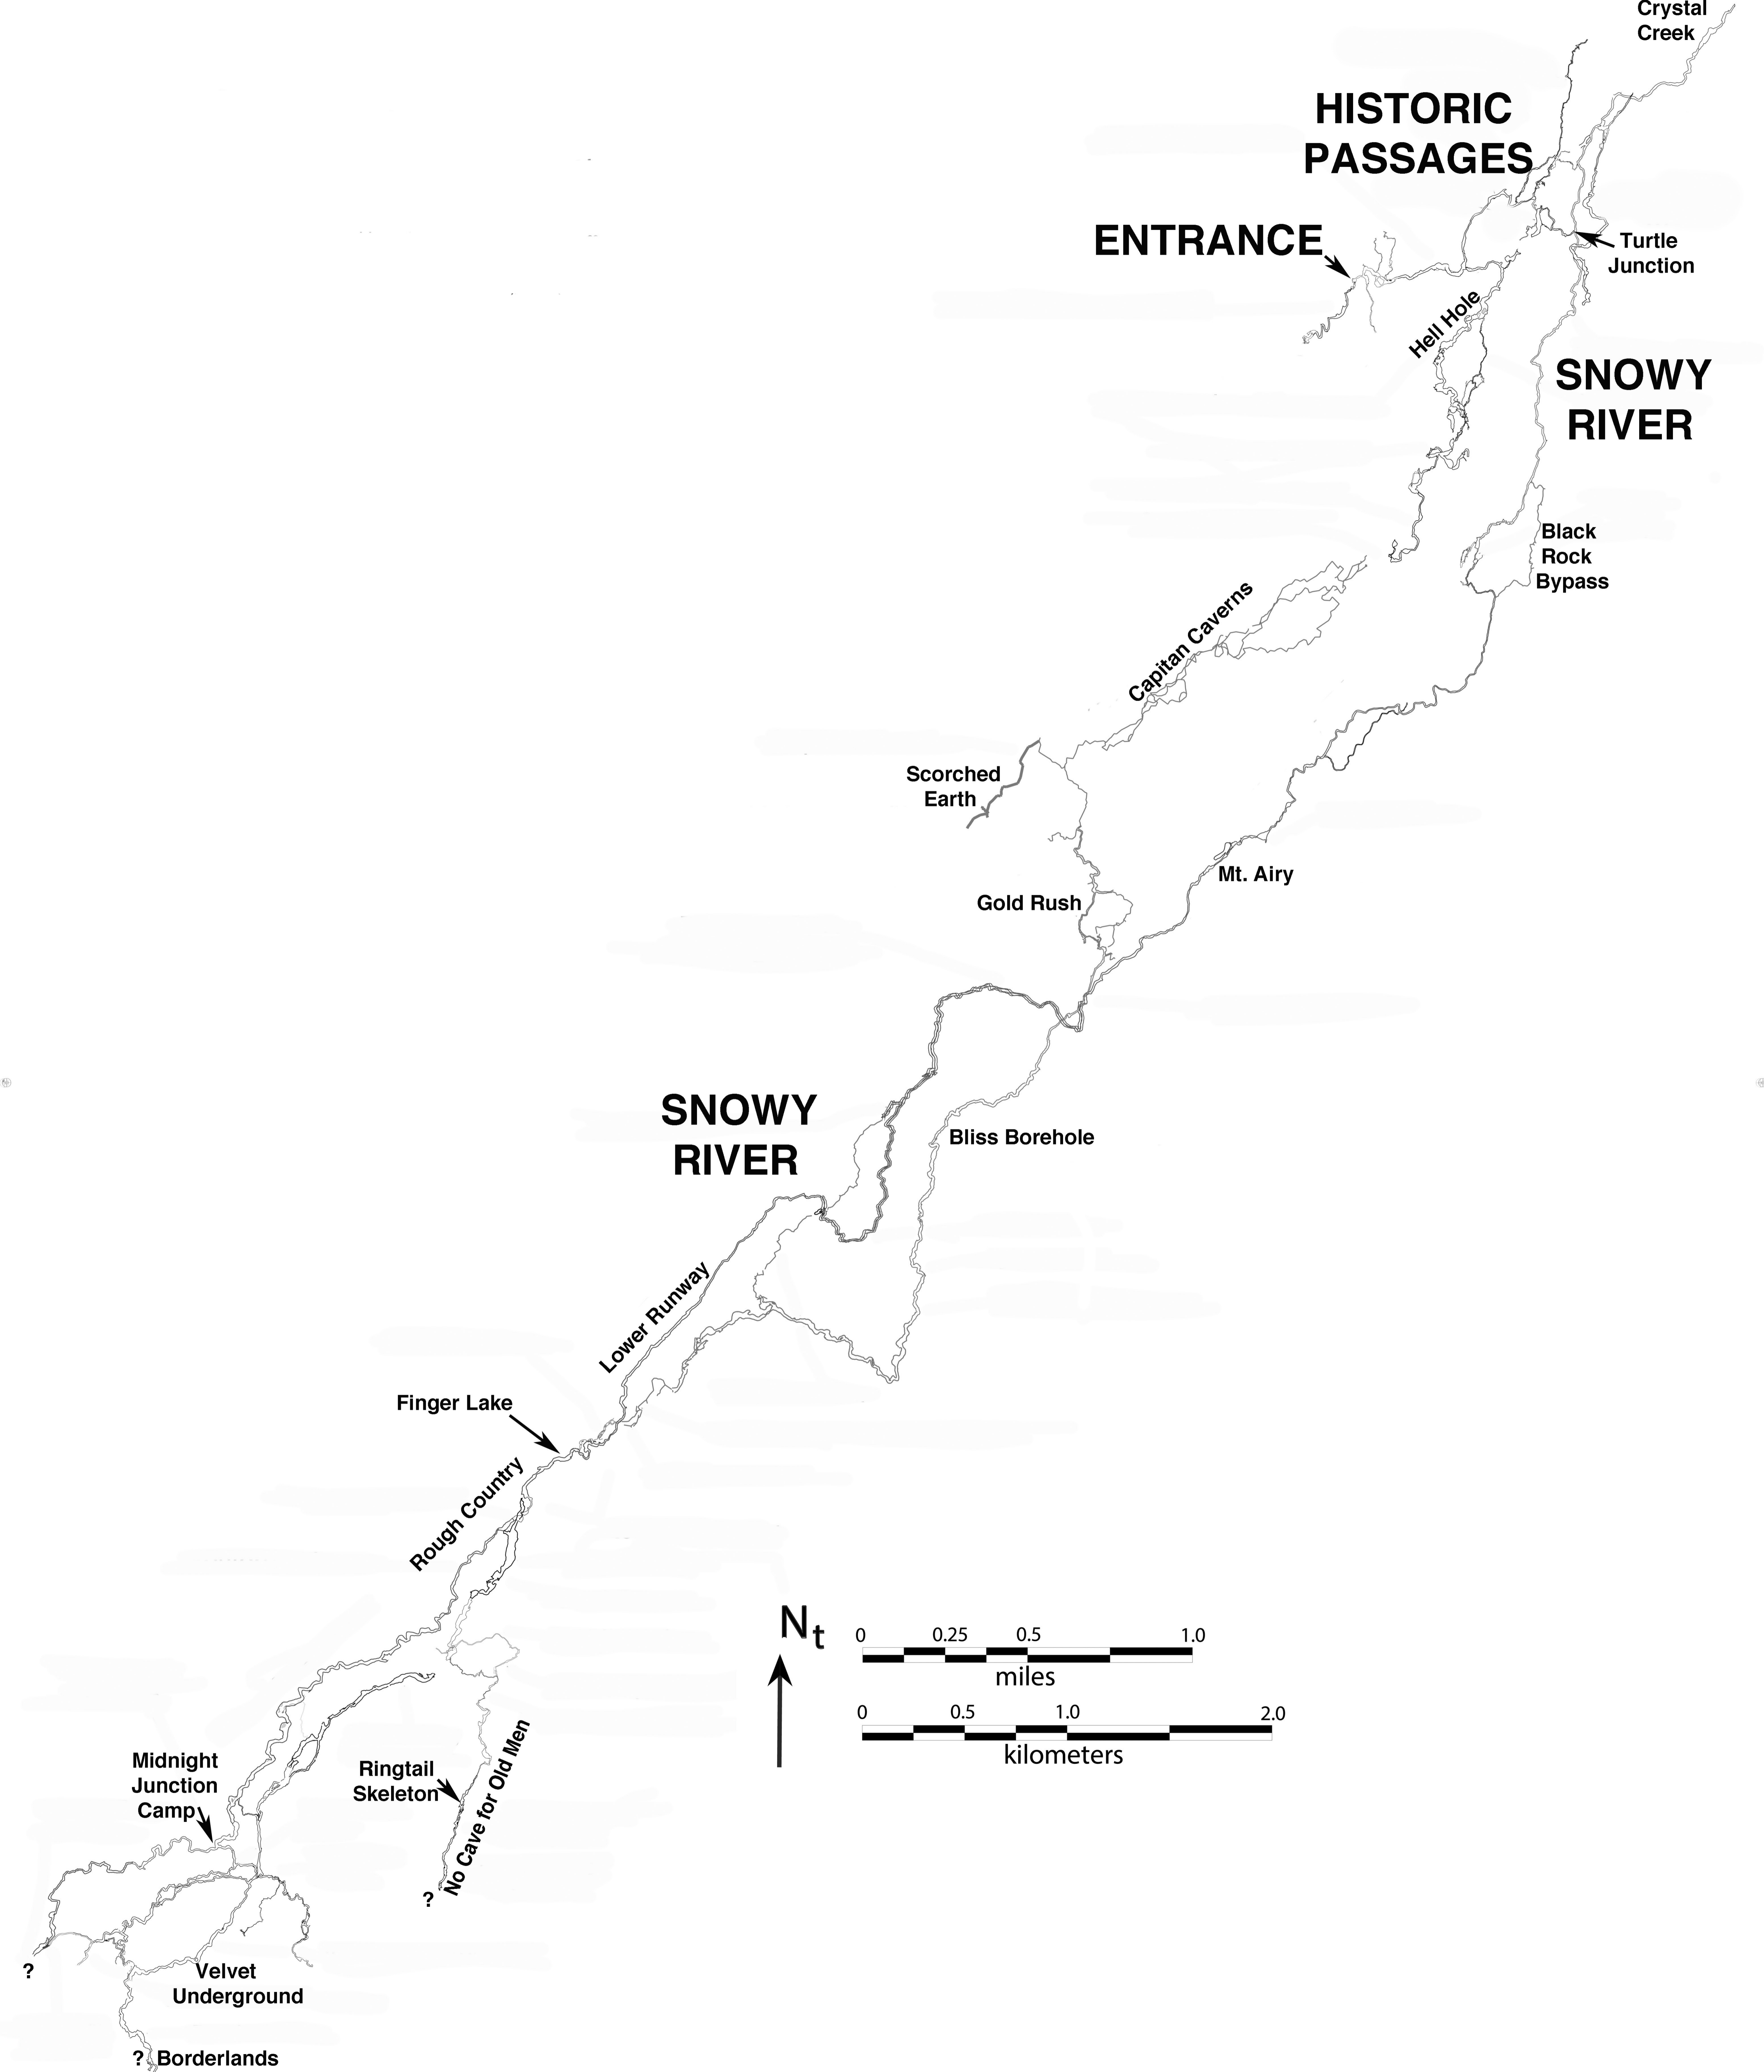 Crystal
Creek
HISTORIC
PASSAGES
ENTRANCE
Turtle
Junction
Hell Hole
SNOWY
RIVER
Black
Rock
Bypass
Capitan Caverns
Scorched
Earth
Mt. Airy
Gold Rush
SNOWY
RIVER
Bliss Borehole
Lower Runway
Finger Lake
Rough Country
Nt
0 0.25 0.5 1.0
miles
0 0.5 1.0 2.0
kilometers
Midnight
Junction
Camp
Ringtail
Skeleton
No Cave for Old Men
?
?
Velvet
Underground
? Borderlands